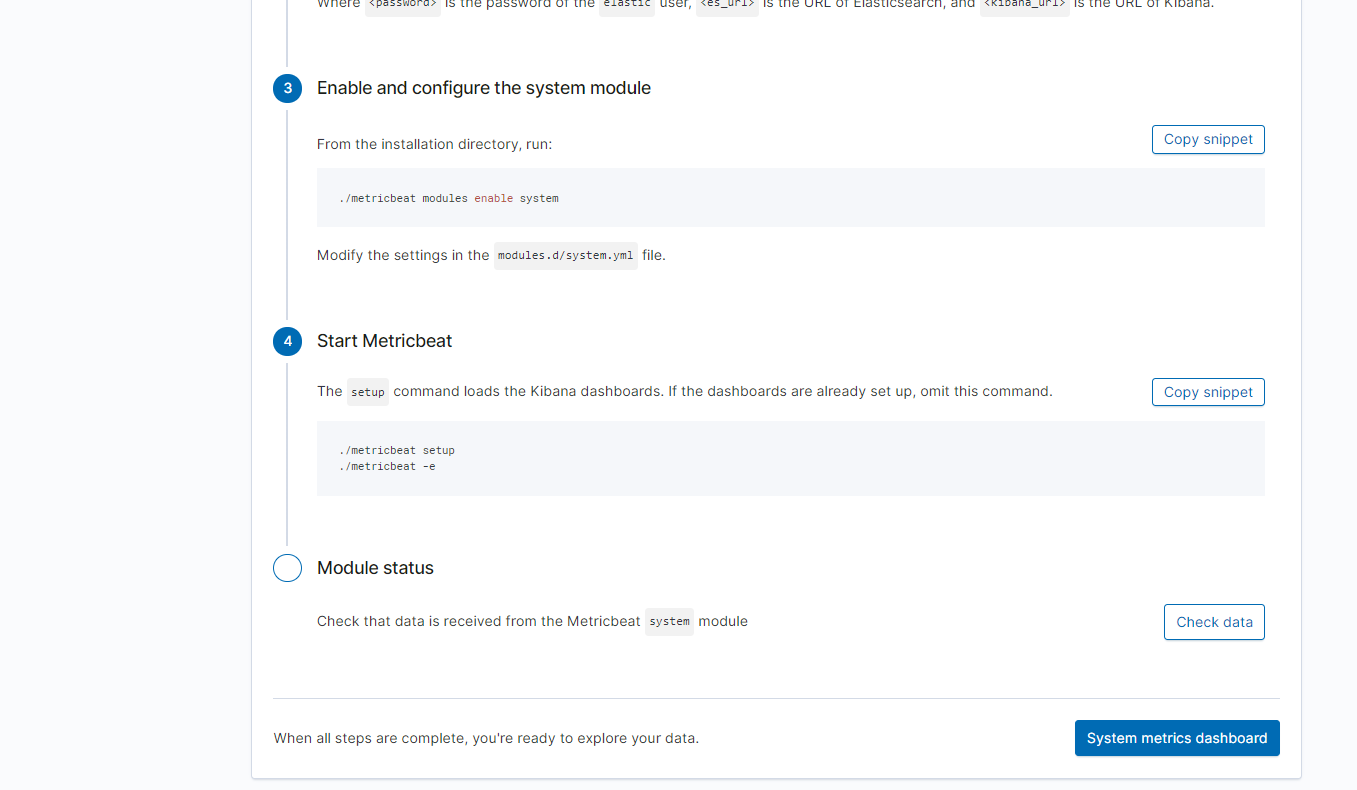 Where <password> is the password of the elastic user, <es_url> is the URL of Elasticsearch, and <kibana_url> is the URL of Kibana.
3 Enable and configure the system module
From the installation directory, run:
Copy snippet
./metricbeat modules enable system
Modify the settings in the modules.d/system.yml file.
4 Start Metricbeat
The setup command loads the Kibana dashboards. If the dashboards are already set up, omit this command.
Copy snippet
./metricbeat setup
./metricbeat -e
Module status
Check that data is received from the Metricbeat system module
Check data
When all steps are complete, you're ready to explore your data.
System metrics dashboard